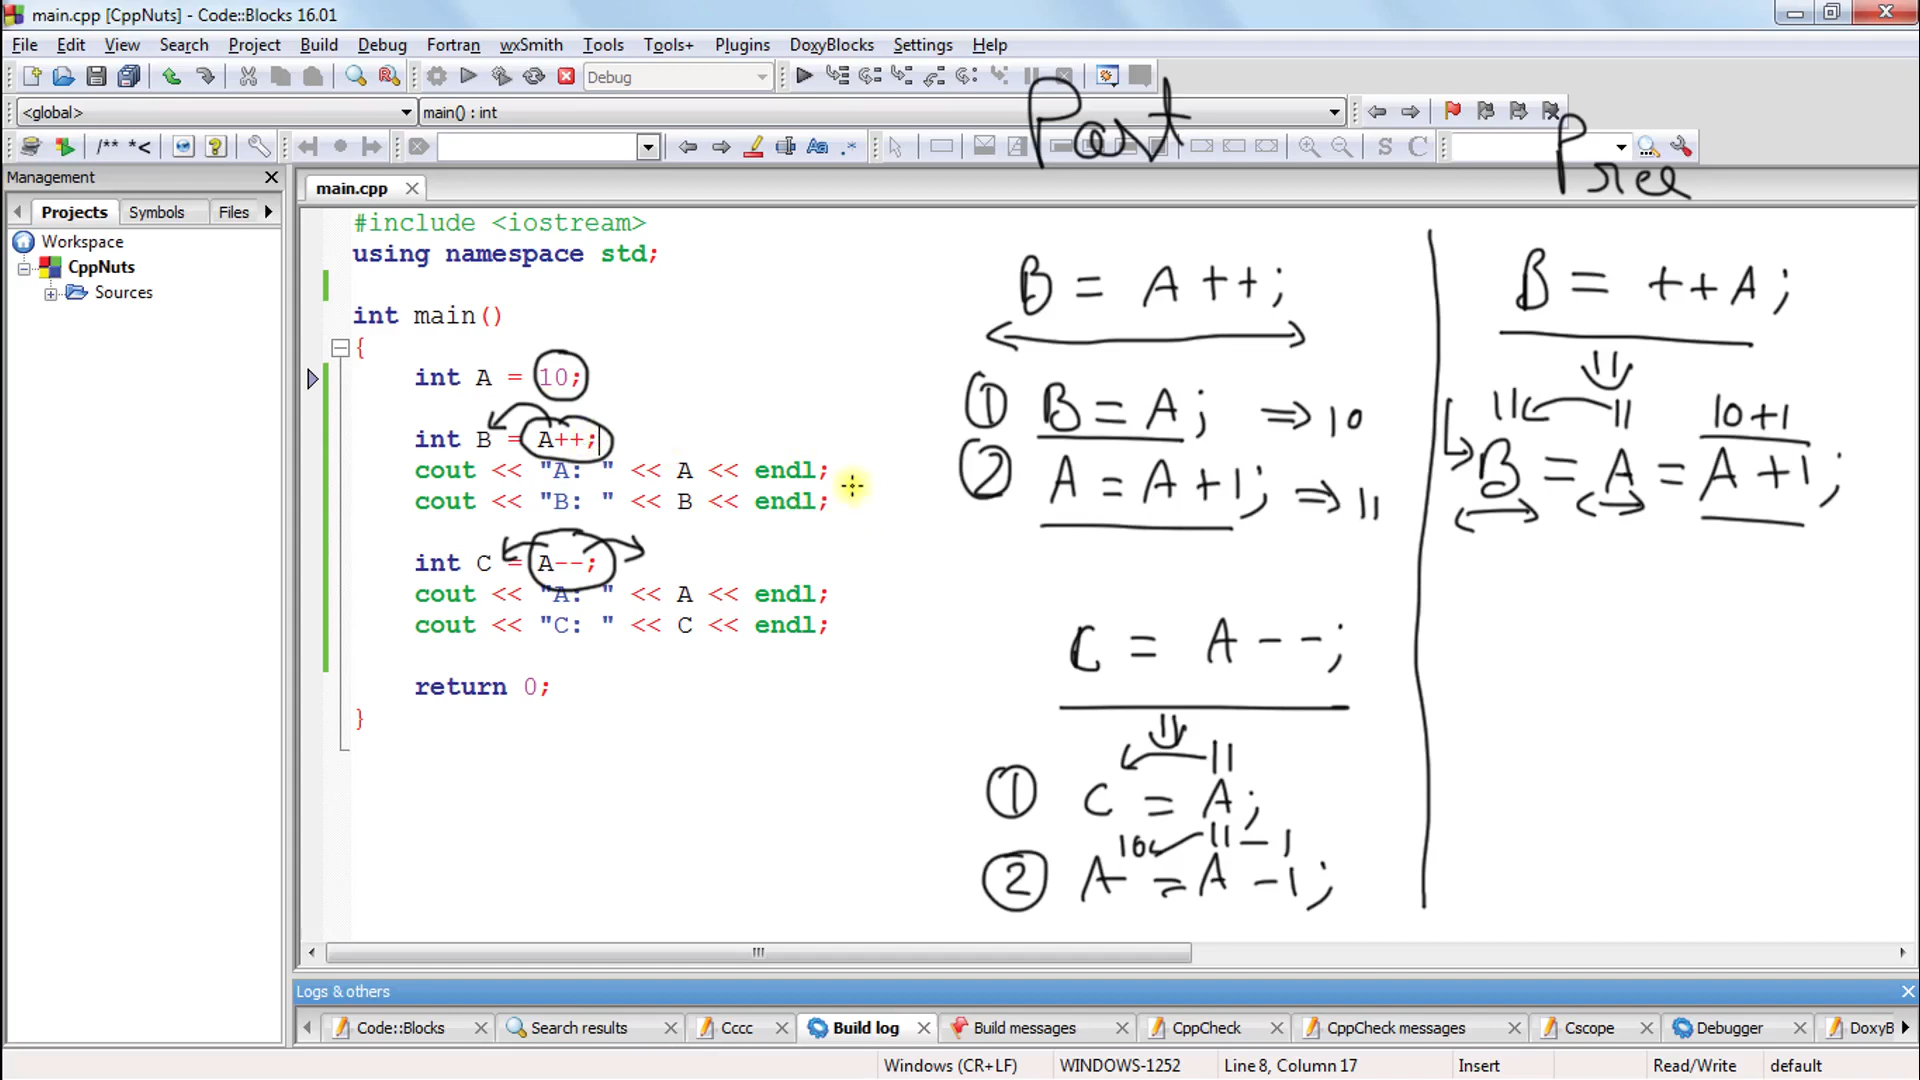 main.cpp [CppNuts] - Code::Blocks 16.01
File Edit View Search Project Build Debug Fortran wxSmith Tools Tools+ Plugins DoxyBlocks Settings Help
Debug
<global> main() : int
/** *<
Aa .*
S C
Post
Pree
Management
Projects Symbols Files
Workspace
CppNuts
Sources
main.cpp
#include <iostream>
using namespace std;
int main()
{
int A = 10;
int B = A++;
cout << "A: " << A << endl;
cout << "B: " << B << endl;
int C = A--;
cout << "A: " << A << endl;
cout << "C: " << C << endl;
return 0;
}
B = A ++;
① B = A; ⇒ 10
② A = A +1; ⇒ 11
C = A --;
11
① C = A;
10 11 - 1
② A = A -1;
B = ++A;
11 11 10+1
B = A = A +1;
Logs & others
Code::Blocks Search results Cccc Build log Build messages CppCheck CppCheck messages Cscope Debugger DoxyB
Windows (CR+LF) WINDOWS-1252 Line 8, Column 17 Insert Read/Write default